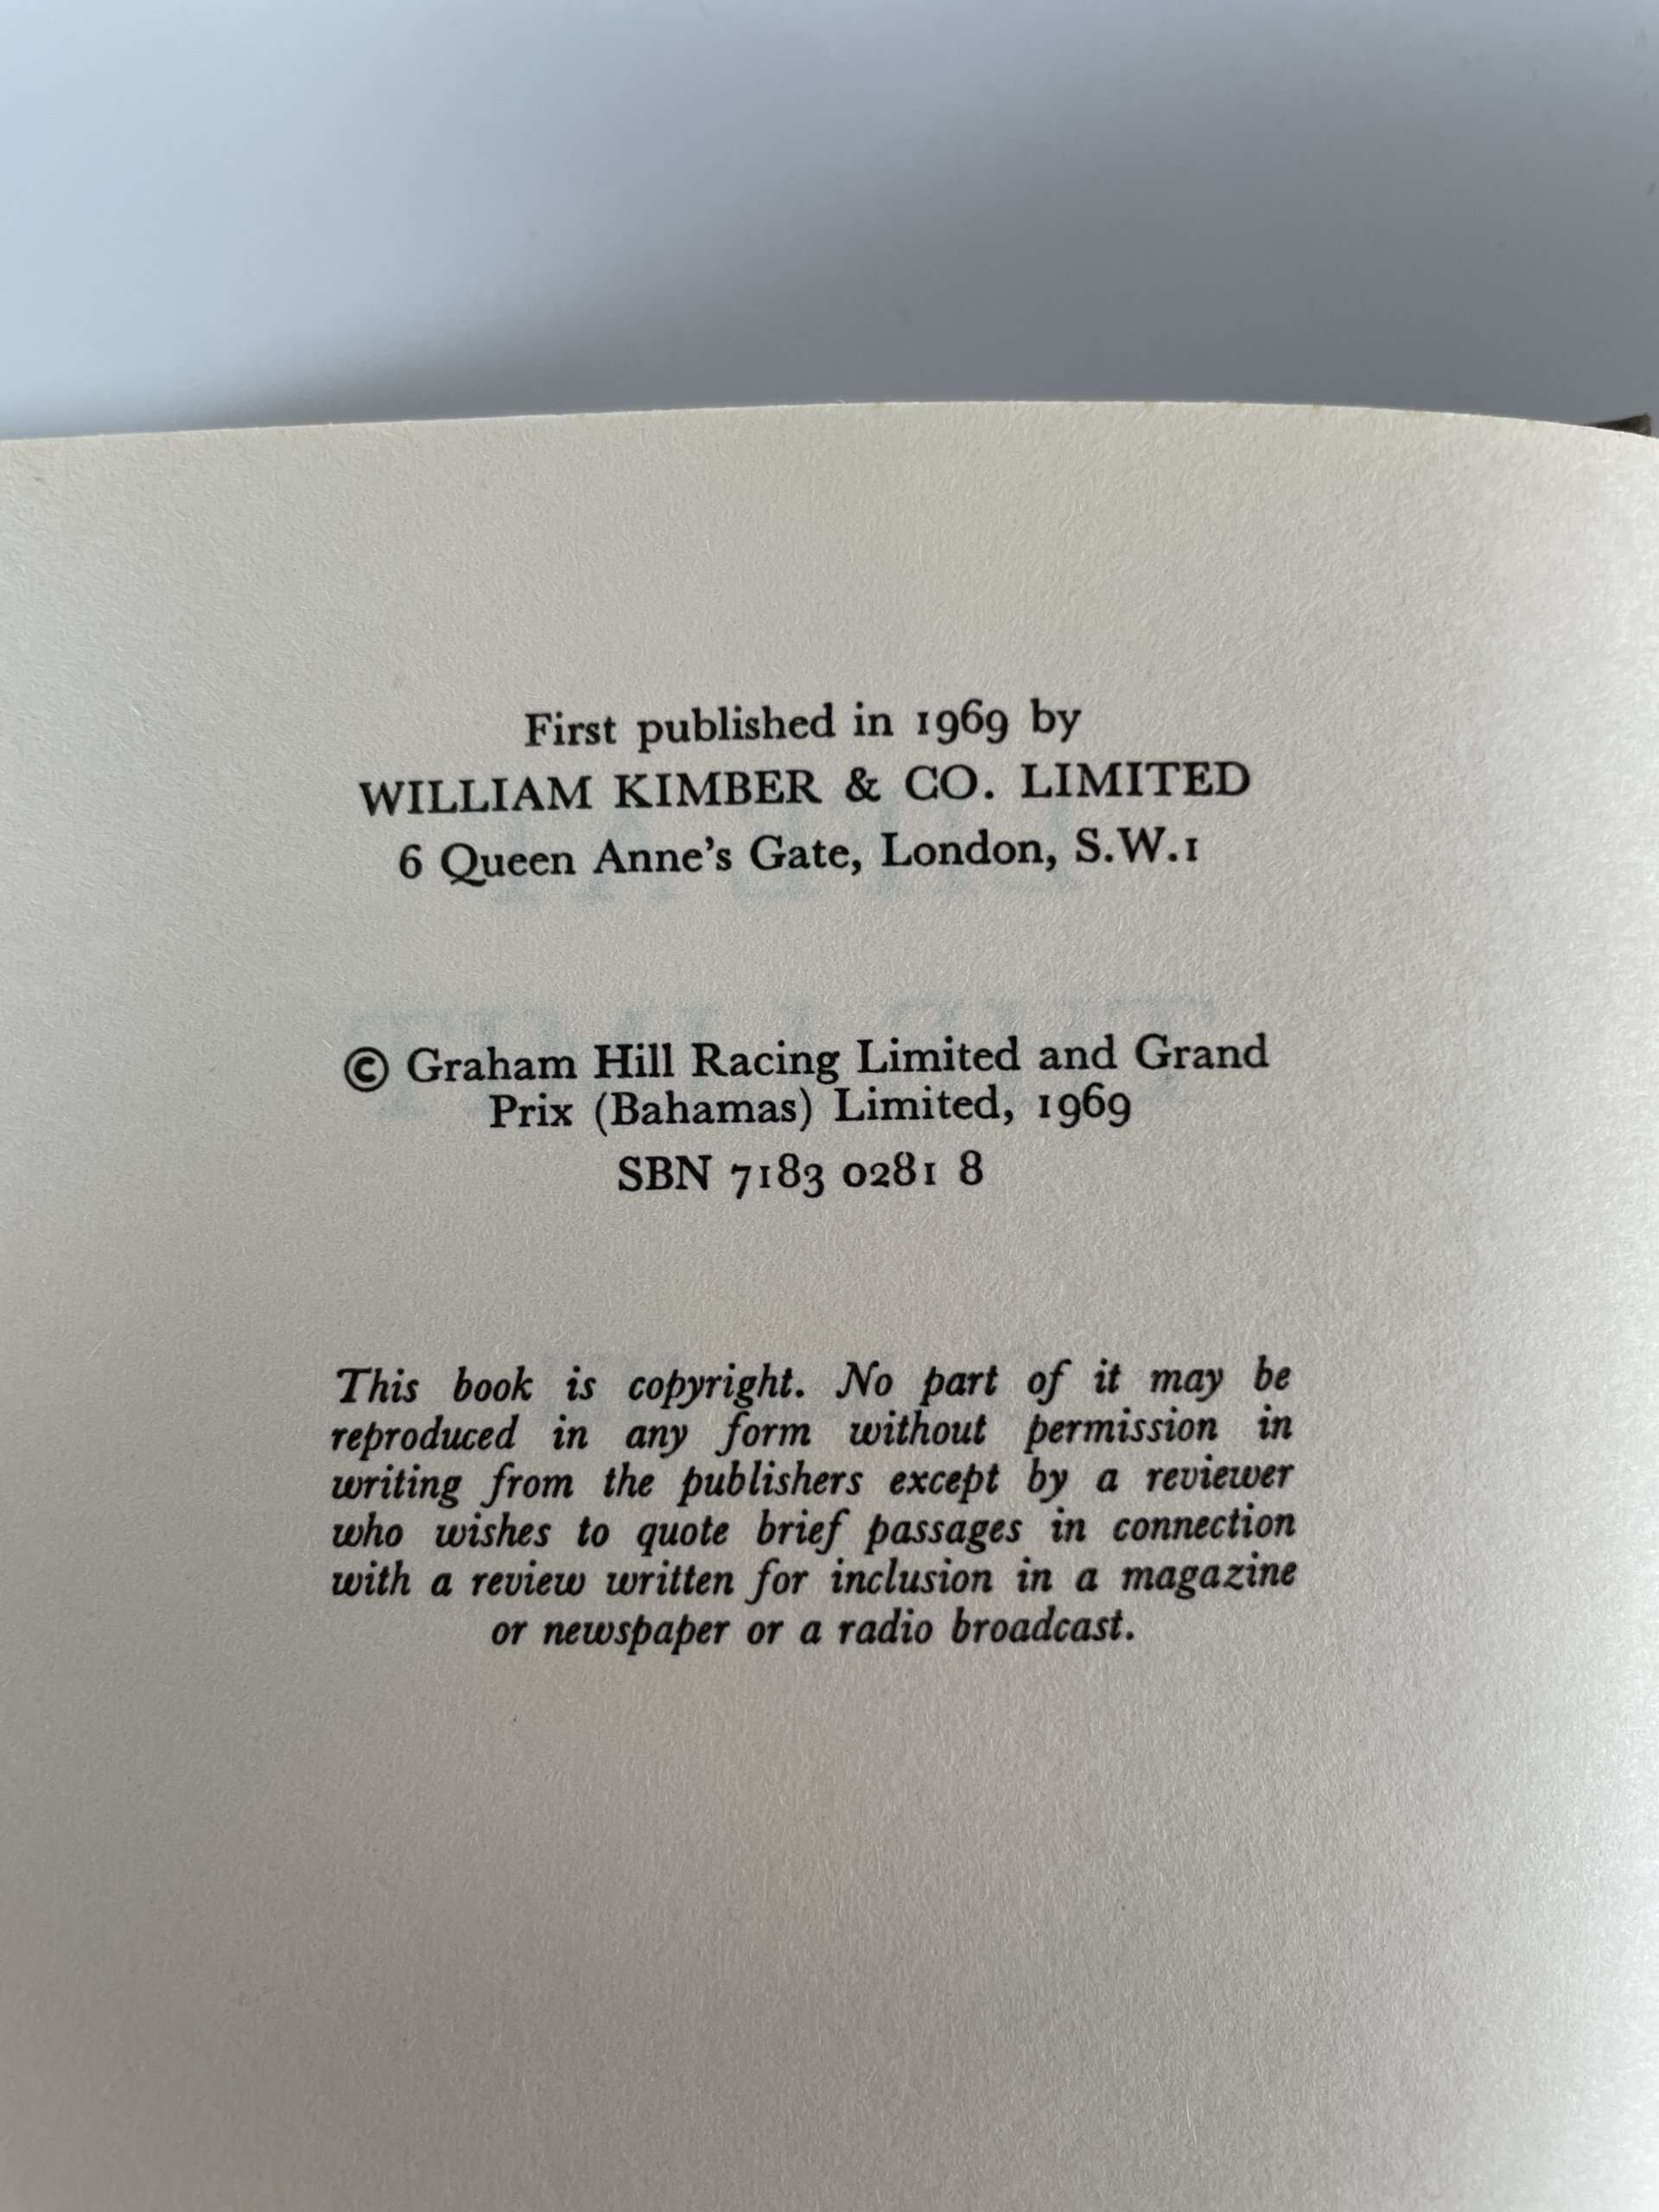 First published in 1969 by
WILLIAM KIMBER & CO. LIMITED
6 Queen Anne's Gate, London, S.W.1
© Graham Hill Racing Limited and Grand
Prix (Bahamas) Limited, 1969
SBN 7183 0281 8
This book is copyright. No part of it may be
reproduced in any form without permission in
writing from the publishers except by a reviewer
who wishes to quote brief passages in connection
with a review written for inclusion in a magazine
or newspaper or a radio broadcast.